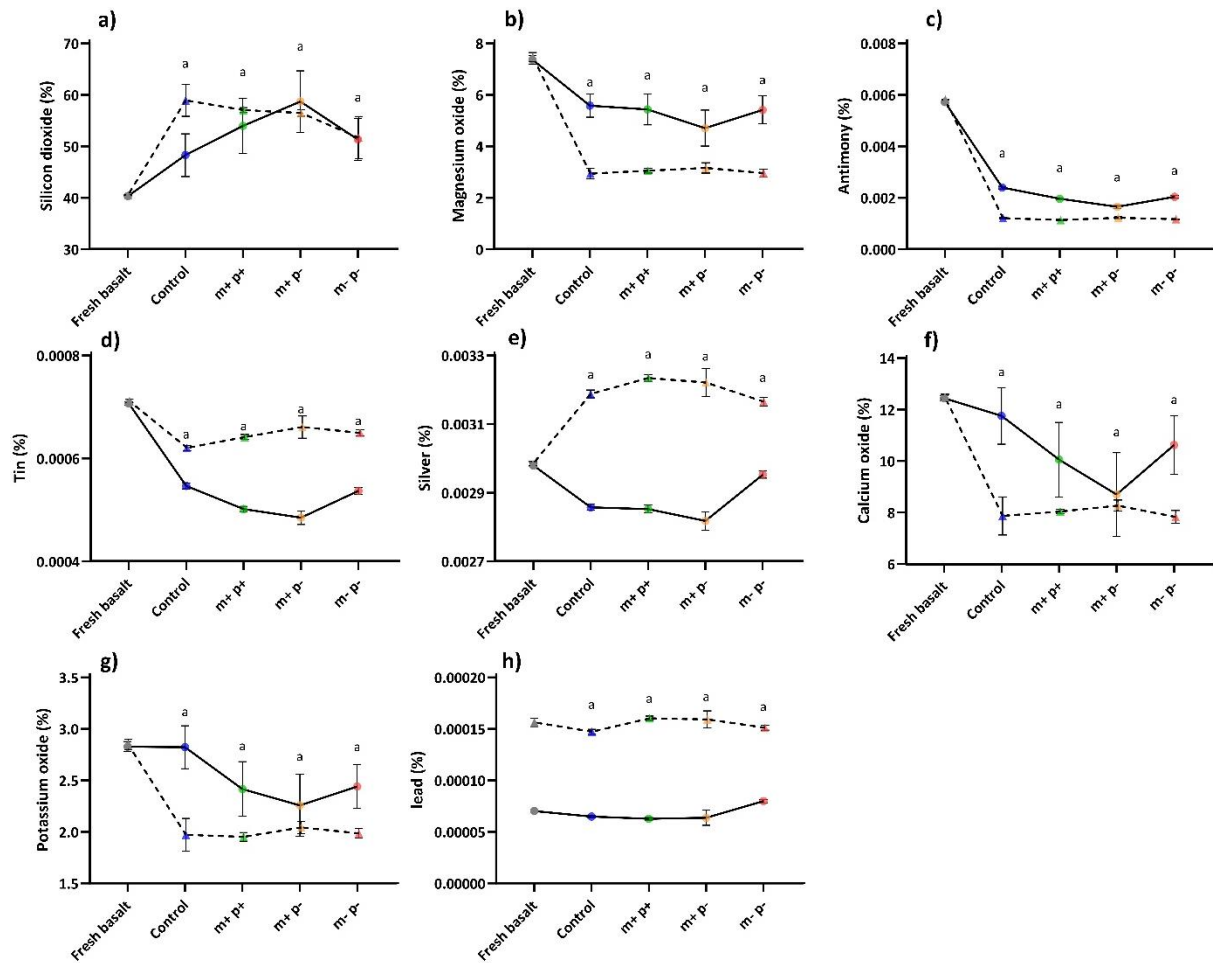 a)
Silicon dioxide (%)
70
60
50
40
30
a
a
a
a
Fresh basalt
Control
m+ p+
m+ p-
m- p-
b)
Magnesium oxide (%)
8
6
4
2
0
a
a
a
a
Fresh basalt
Control
m+ p+
m+ p-
m- p-
c)
Antimony (%)
0.008
0.006
0.004
0.002
0.000
a
a
a
a
Fresh basalt
Control
m+ p+
m+ p-
m- p-
d)
Tin (%)
0.0008
0.0006
0.0004
a
a
a
a
Fresh basalt
Control
m+ p+
m+ p-
m- p-
e)
Silver (%)
0.0033
0.0031
0.0029
0.0027
a
a
a
a
Fresh basalt
Control
m+ p+
m+ p-
m- p-
f)
Calcium oxide (%)
14
12
10
8
6
a
a
a
a
Fresh basalt
Control
m+ p+
m+ p-
m- p-
g)
Potassium oxide (%)
3.5
3.0
2.5
2.0
1.5
a
a
a
a
Fresh basalt
Control
m+ p+
m+ p-
m- p-
h)
lead (%)
0.00020
0.00015
0.00010
0.00005
0.00000
a
a
a
a
Fresh basalt
Control
m+ p+
m+ p-
m- p-